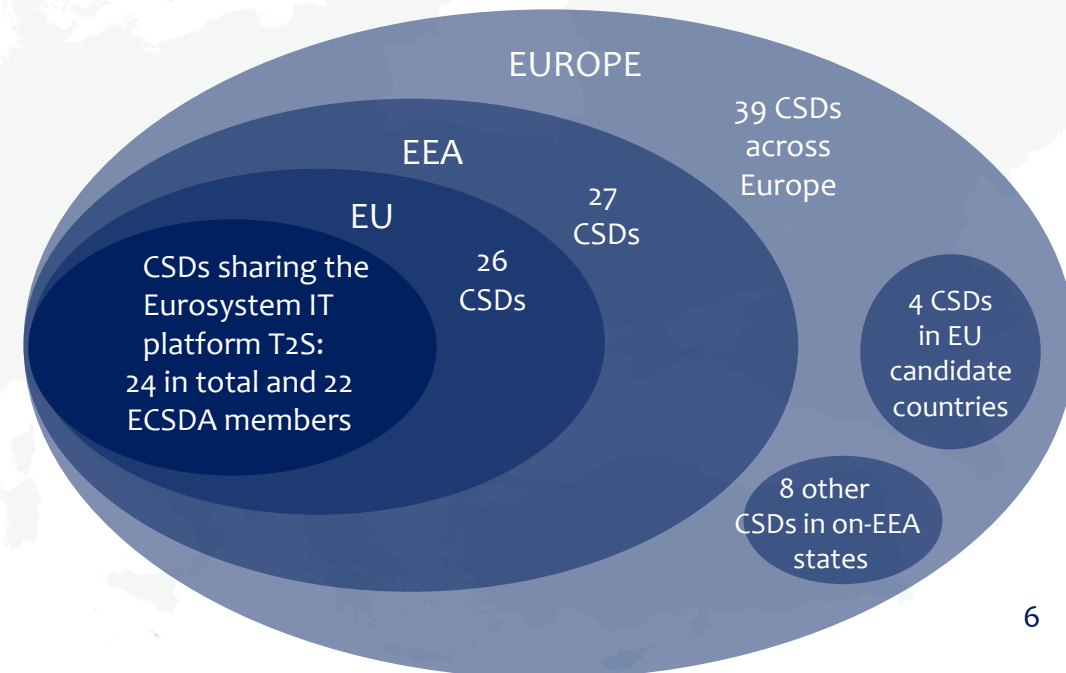 EUROPE
39 CSDs
across
Europe
EEA
27
CSDs
EU
26
CSDs
CSDs sharing the
Eurosystem IT
platform T2S:
24 in total and 22
ECSDA members
4 CSDs
in EU
candidate
countries
8 other
CSDs in on-EEA
states
6